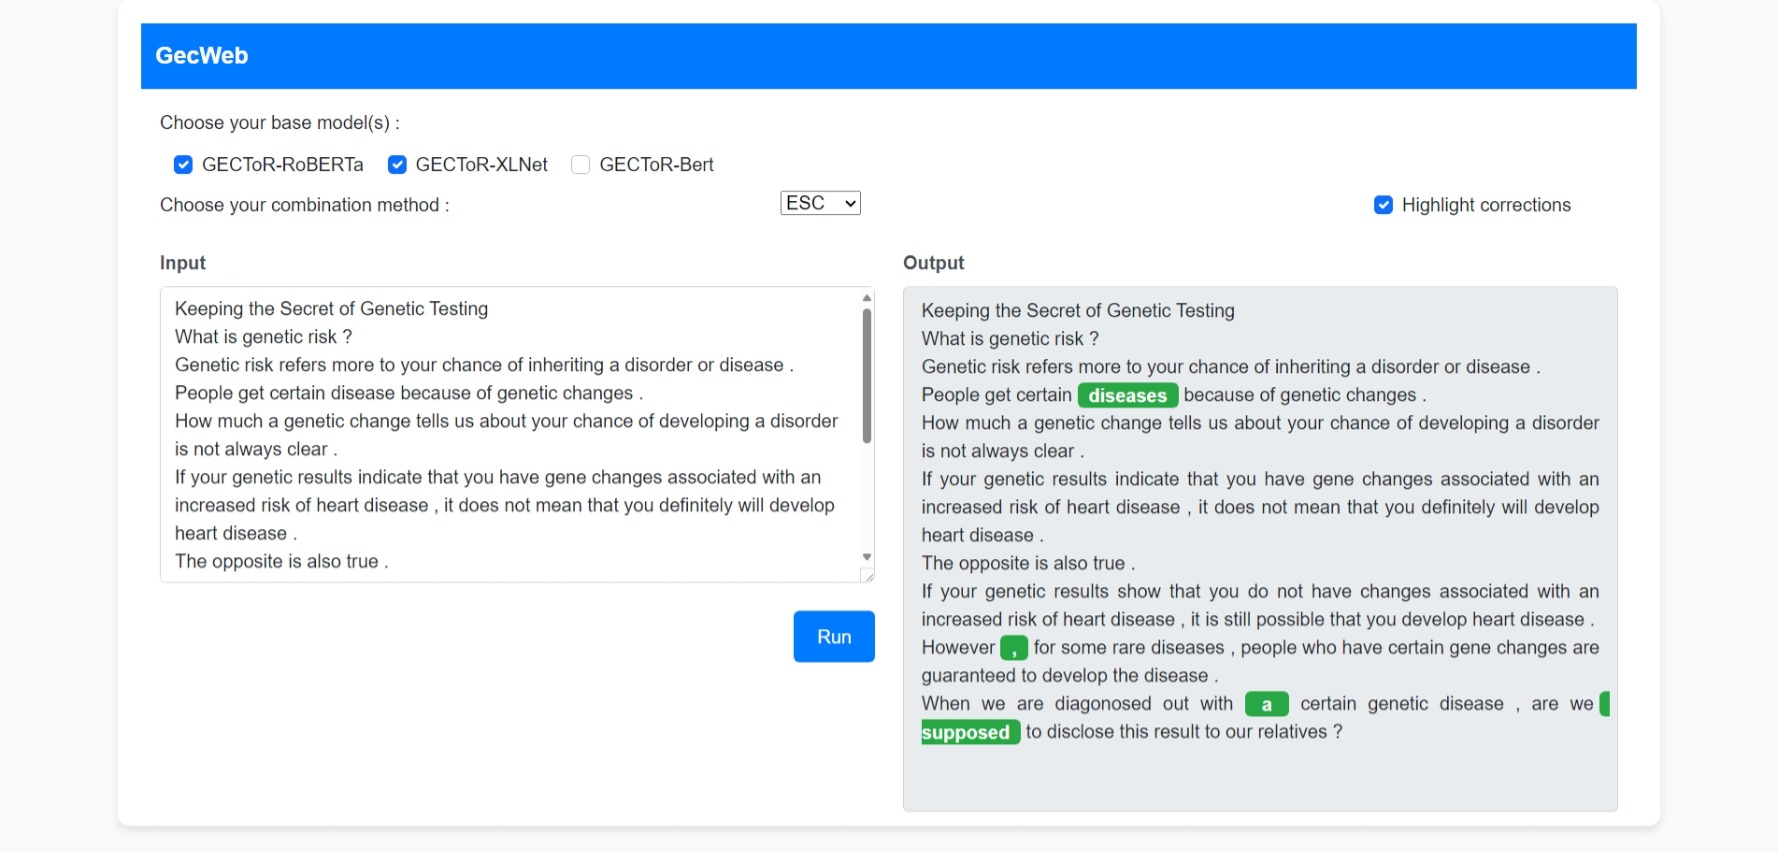 GecWeb
Choose your base model(s) :
GECToR-RoBERTa GECToR-XLNet GECToR-Bert
Choose your combination method : ESC Highlight corrections
Input
Keeping the Secret of Genetic Testing
What is genetic risk ?
Genetic risk refers more to your chance of inheriting a disorder or disease .
People get certain disease because of genetic changes .
How much a genetic change tells us about your chance of developing a disorder
is not always clear .
If your genetic results indicate that you have gene changes associated with an
increased risk of heart disease , it does not mean that you definitely will develop
heart disease .
The opposite is also true .
Run
Output
Keeping the Secret of Genetic Testing
What is genetic risk ?
Genetic risk refers more to your chance of inheriting a disorder or disease .
People get certain diseases because of genetic changes .
How much a genetic change tells us about your chance of developing a disorder
is not always clear .
If your genetic results indicate that you have gene changes associated with an
increased risk of heart disease , it does not mean that you definitely will develop
heart disease .
The opposite is also true .
If your genetic results show that you do not have changes associated with an
increased risk of heart disease , it is still possible that you develop heart disease .
However , for some rare diseases , people who have certain gene changes are
guaranteed to develop the disease .
When we are diagonosed out with a certain genetic disease , are we
supposed to disclose this result to our relatives ?